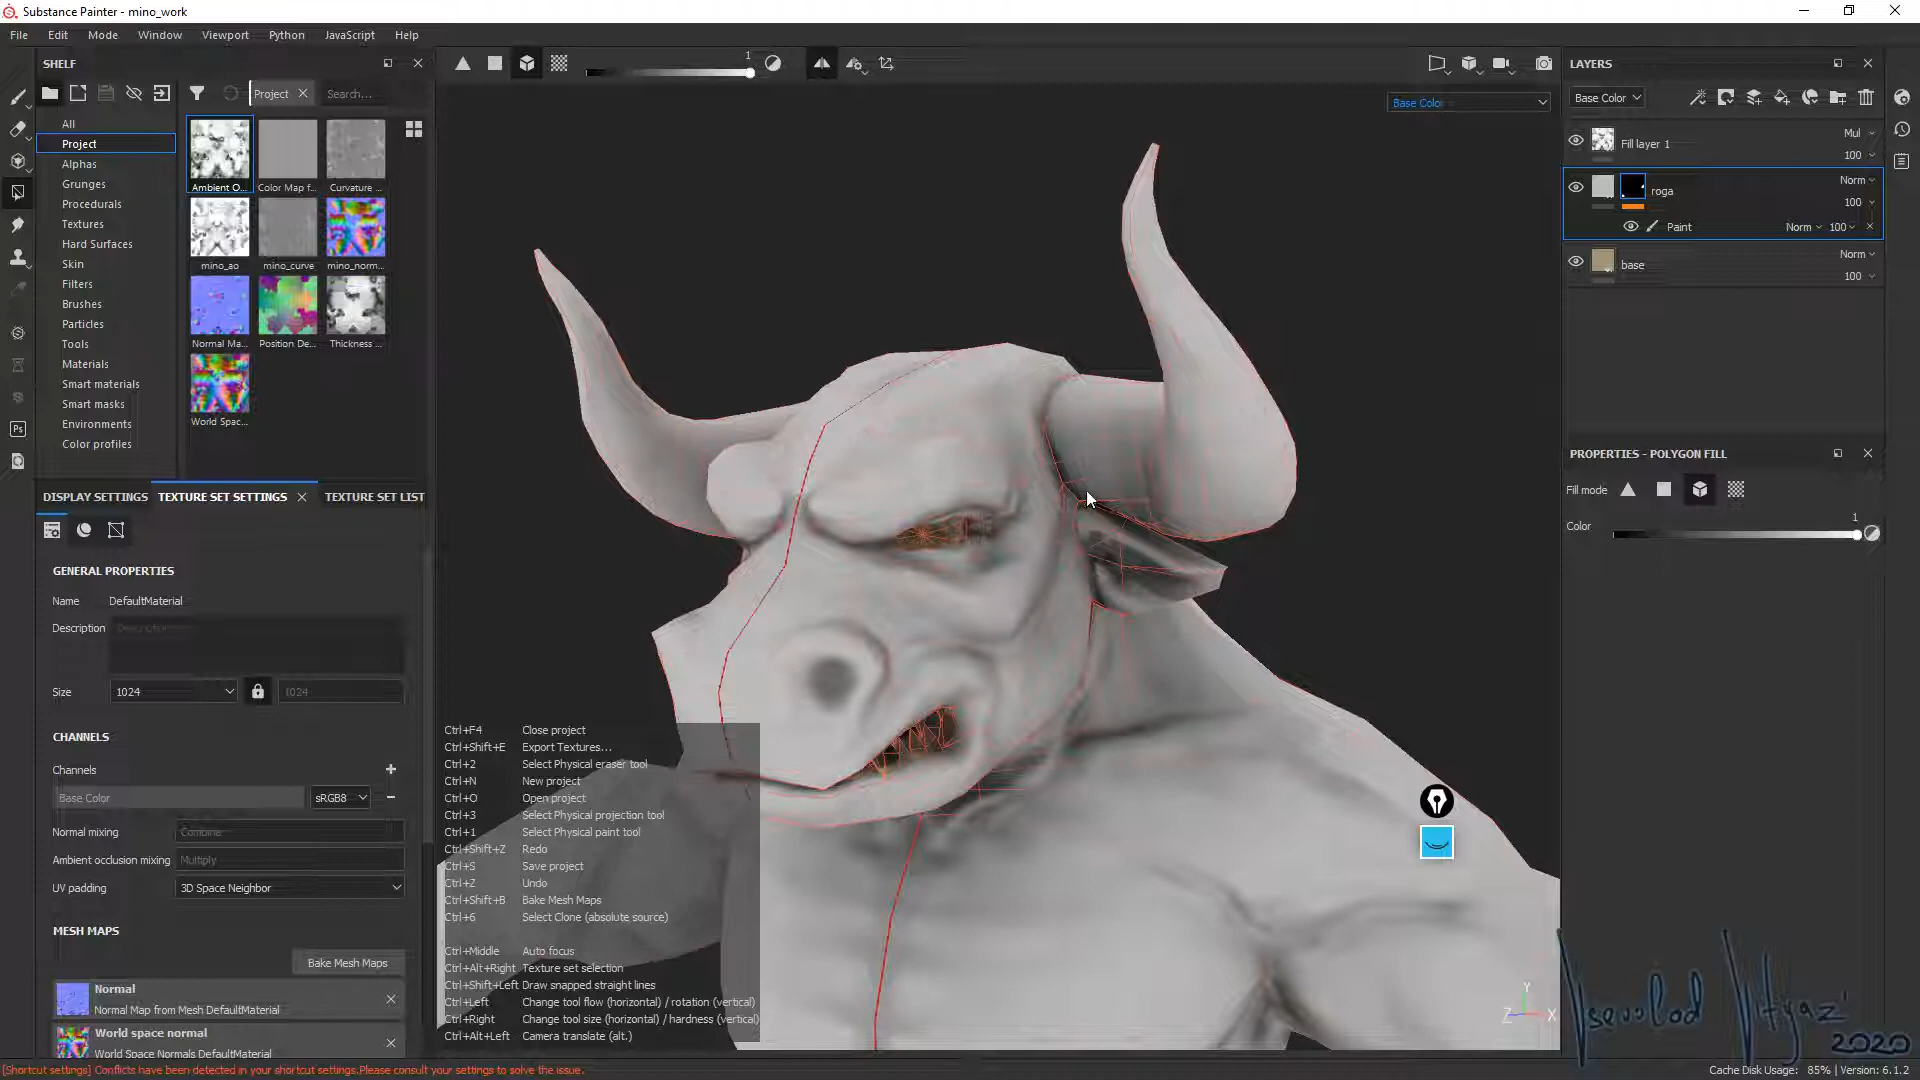 Substance Painter - mino_work
File Edit Mode Window Viewport Python JavaScript Help
SHELF
Project
Search...
All
Project
Alphas
Grunges
Procedurals
Textures
Hard Surfaces
Skin
Filters
Brushes
Particles
Tools
Materials
Smart materials
Smart masks
Environments
Color profiles
Ambient O... Color Map f... Curvature ...
mino_ao mino_curve mino_norm...
Normal Ma... Position De... Thickness ...
World Spac...
Ps
1
Base Color
DISPLAY SETTINGS TEXTURE SET SETTINGS TEXTURE SET LIST
GENERAL PROPERTIES
Name DefaultMaterial
Description
Size 1024 1024
CHANNELS
Channels
Base Color sRGB8
Normal mixing Combine
Ambient occlusion mixing Multiply
UV padding 3D Space Neighbor
MESH MAPS
Bake Mesh Maps
Normal
Normal Map from Mesh DefaultMaterial
World space normal
World Space Normals DefaultMaterial
Ctrl+F4 Close project
Ctrl+Shift+E Export Textures...
Ctrl+2 Select Physical eraser tool
Ctrl+N New project
Ctrl+O Open project
Ctrl+3 Select Physical projection tool
Ctrl+1 Select Physical paint tool
Ctrl+Shift+Z Redo
Ctrl+S Save project
Ctrl+Z Undo
Ctrl+Shift+B Bake Mesh Maps
Ctrl+6 Select Clone (absolute source)
Ctrl+Middle Auto focus
Ctrl+Alt+Right Texture set selection
Ctrl+Shift+Left Draw snapped straight lines
Ctrl+Left Change tool flow (horizontal) / rotation (vertical)
Ctrl+Right Change tool size (horizontal) / hardness (vertical)
Ctrl+Alt+Left Camera translate (alt.)
Y
Z X
LAYERS
Base Color
Fill layer 1 Mul
100
roga Norm
100
Paint Norm 100
base Norm
100
PROPERTIES - POLYGON FILL
Fill mode
Color 1
2020
[Shortcut settings] Conflicts have been detected in your shortcut settings.Please consult your settings to solve the issue.
Cache Disk Usage: 85% | Version: 6.1.2